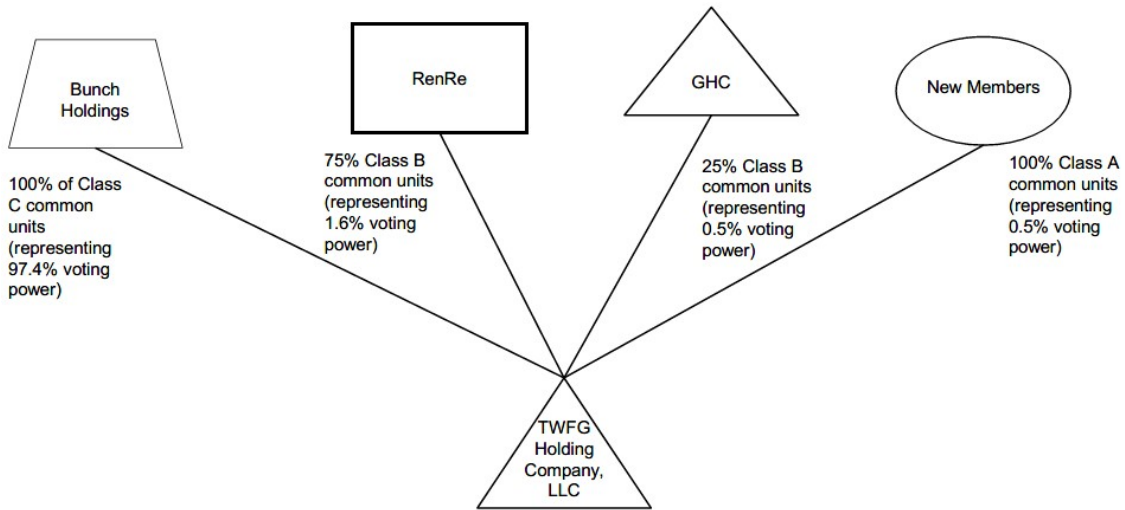 Bunch
Holdings
RenRe
GHC
New Members
100% of Class
C common
units
(representing
97.4% voting
power)
75% Class B
common units
(representing
1.6% voting
power)
25% Class B
common units
(representing
0.5% voting
power)
100% Class A
common units
(representing
0.5% voting
power)
TWFG
Holding
Company,
LLC